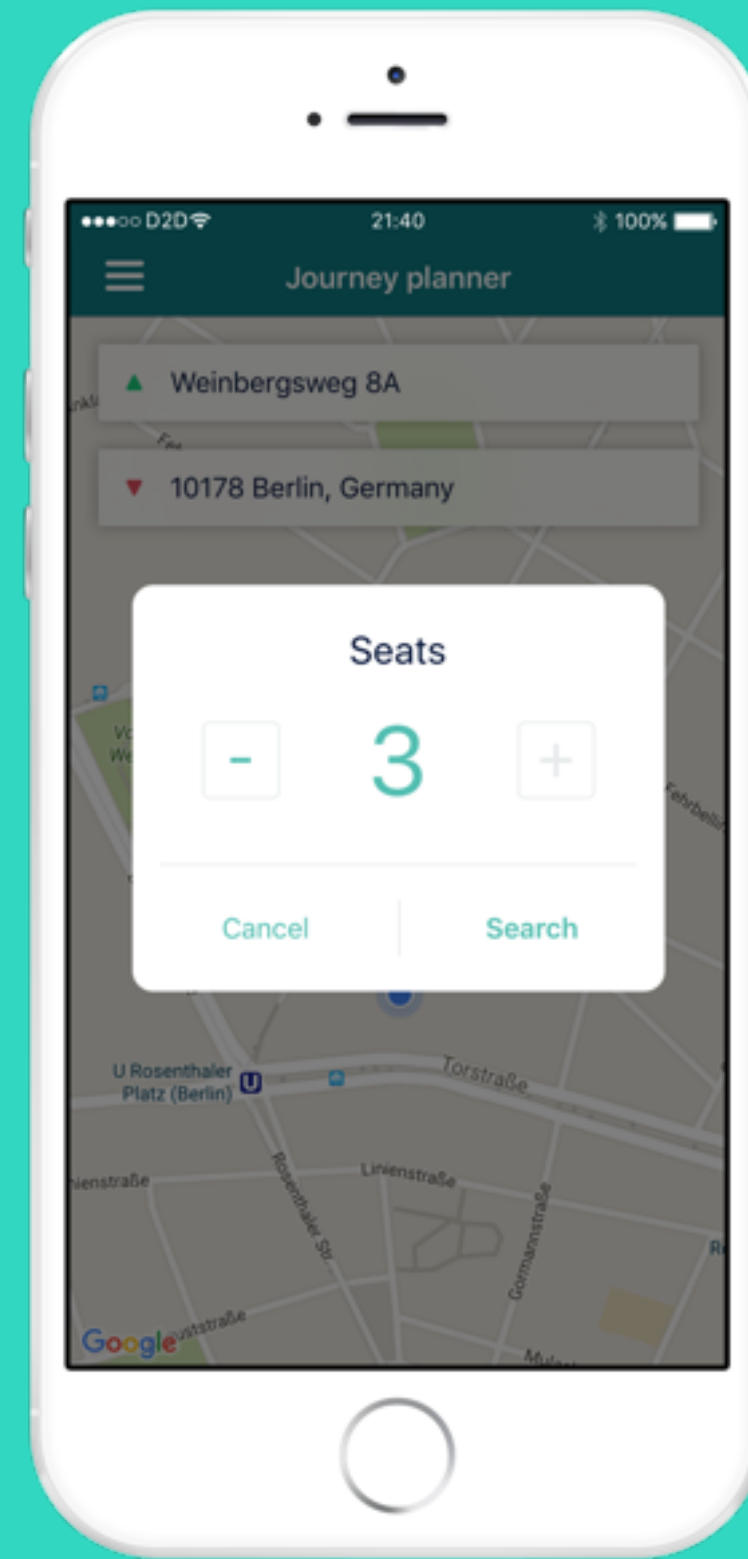 D2D 21:40 100%
Journey planner
Weinbergsweg 8A
10178 Berlin, Germany
Seats
- 3 +
Cancel Search
U Rosenthaler
Platz (Berlin)
U
Torstraße
Linienstraße
Rosenthaler Str.
Gormannstraße
Google